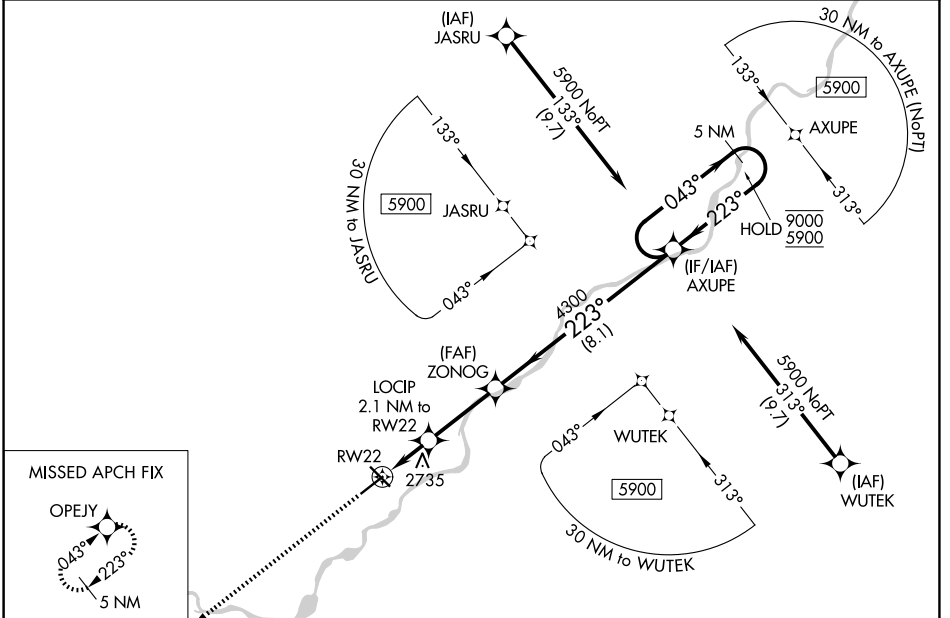 (IAF)
JASRU
5900 NoPT
133°
(9.7)
30 NM to AXUPE (NoPT)
133°
5900
AXUPE
313°
5 NM
043°
223°
HOLD
9000
5900
(IF/IAF)
AXUPE
133°
30 NM to JASRU
5900
JASRU
043°
4300
223°
(8.1)
(FAF)
ZONOG
LOCIP
2.1 NM to
RW22
RW22
2735
5900 NoPT
313°
(9.7)
(IAF)
WUTEK
043°
WUTEK
5900
313°
30 NM to WUTEK
MISSED APCH FIX
OPEJY
043°
223°
5 NM